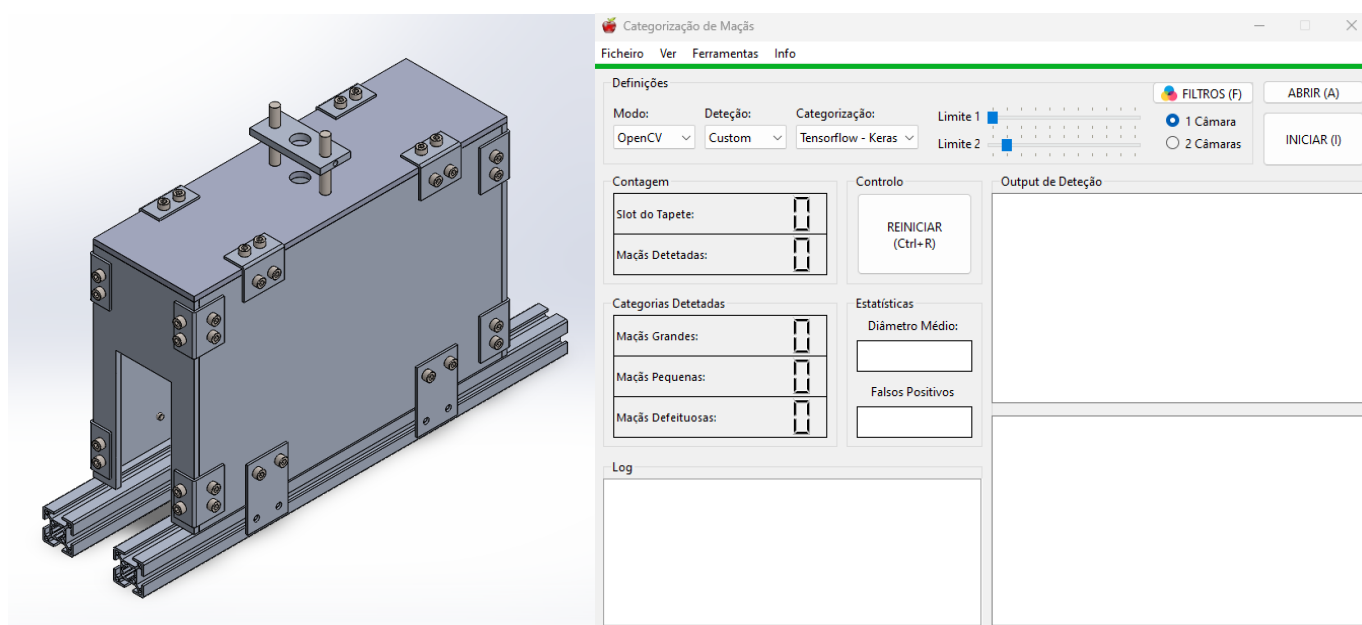 Categorização de Maçãs
Ficheiro Ver Ferramentas Info
Definições
Modo: Deteção: Categorização:
OpenCV Custom Tensorflow - Keras
Limite 1
Limite 2
FILTROS (F)
1 Câmara
2 Câmaras
ABRIR (A)
INICIAR (I)
Contagem
Slot do Tapete: 0
Maçãs Detetadas: 0
Controlo
REINICIAR
(Ctrl+R)
Output de Deteção
Categorias Detetadas
Maçãs Grandes: 0
Maçãs Pequenas: 0
Maçãs Defeituosas: 0
Estatísticas
Diâmetro Médio:
Falsos Positivos
Log